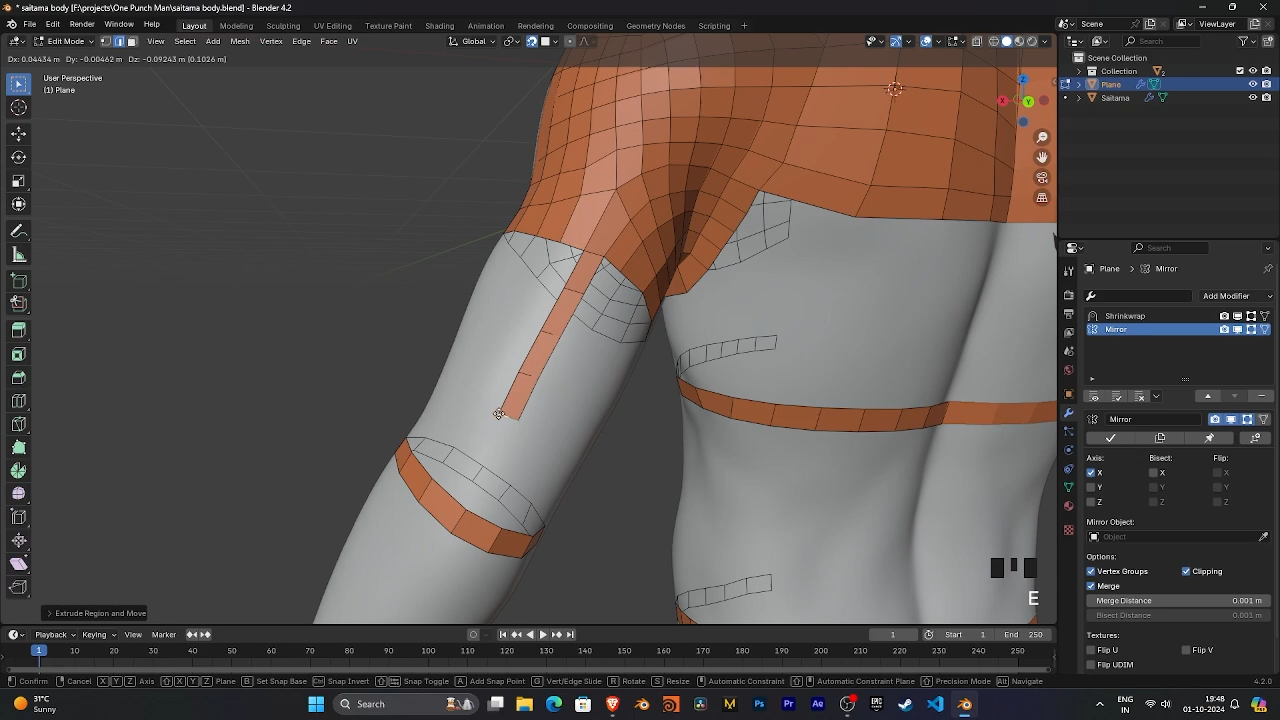 * saitama body [F:\projects\One Punch Man\saitama body.blend] - Blender 4.2
File Edit Render Window Help Layout Modeling Sculpting UV Editing Texture Paint Shading Animation Rendering Compositing Geometry Nodes Scripting + Scene ViewLayer
Edit Mode View Select Add Mesh Vertex Edge Face UV Global Search
Dx: 0.04434 m Dy: -0.00462 m Dz: -0.09243 m (0.1026 m)
Scene Collection
User Perspective
(1) Plane
Collection 2
Plane
Saitama
Z
X Y
Search
Plane > Mirror
Add Modifier
Shrinkwrap
Mirror
Mirror
Axis: Bisect: Flip:
X X X
Y Y Y
Z Z Z
Mirror Object:
Object
Options:
Vertex Groups Clipping
Merge
Merge Distance 0.001 m
Bisect Distance 0.001 m
Textures:
Flip U Flip V
Flip UDIM
E
> Extrude Region and Move
Playback Keying View Marker 1 Start 1 End 250
1 10 20 30 40 50 60 70 80 90 100 110 120 130 140 150 160 170 180 190 200 210 220 230 240 250
Confirm Cancel X Y Z Axis X Y Z Plane B Set Snap Base Ctrl Snap Invert Snap Toggle A Add Snap Point G Vert/Edge Slide R Rotate S Resize Automatic Constraint Automatic Constraint Plane Precision Mode Alt Navigate 4.2.0
31°C
Sunny
Search
ENG
IN
19:48
01-10-2024